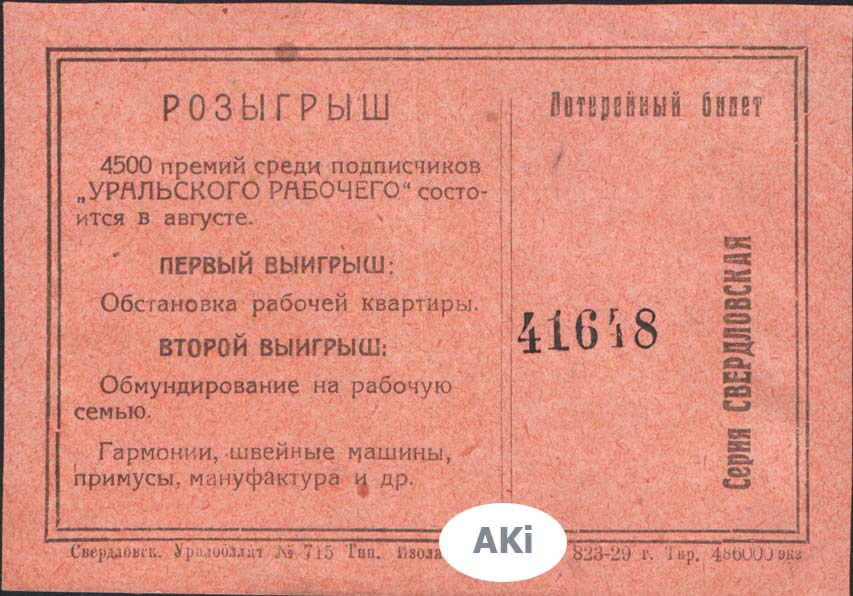 РОЗЫГРЫШ
4500 премий среди подписчиков
„УРАЛЬСКОГО РАБОЧЕГО“ состо-
ится в августе.
ПЕРВЫЙ ВЫИГРЫШ:
Обстановка рабочей квартиры.
ВТОРОЙ ВЫИГРЫШ:
Обмундирование на рабочую
семью.
Гармонии, швейные машины,
примусы, мануфактура и др.
Лотерейный билет
41648
Серия СВЕРДЛОВСКАЯ
Свердловск. Уралобллит № 715 Тип. 823-29 г. Тир. 486000 экз
AKi